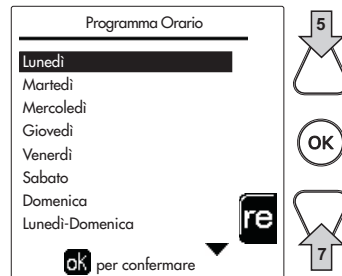 Programma Orario
Lunedì
Martedì
Mercoledì
Giovedì
Venerdì
Sabato
Domenica
Lunedì-Domenica
re
ok per confermare
5
OK
7